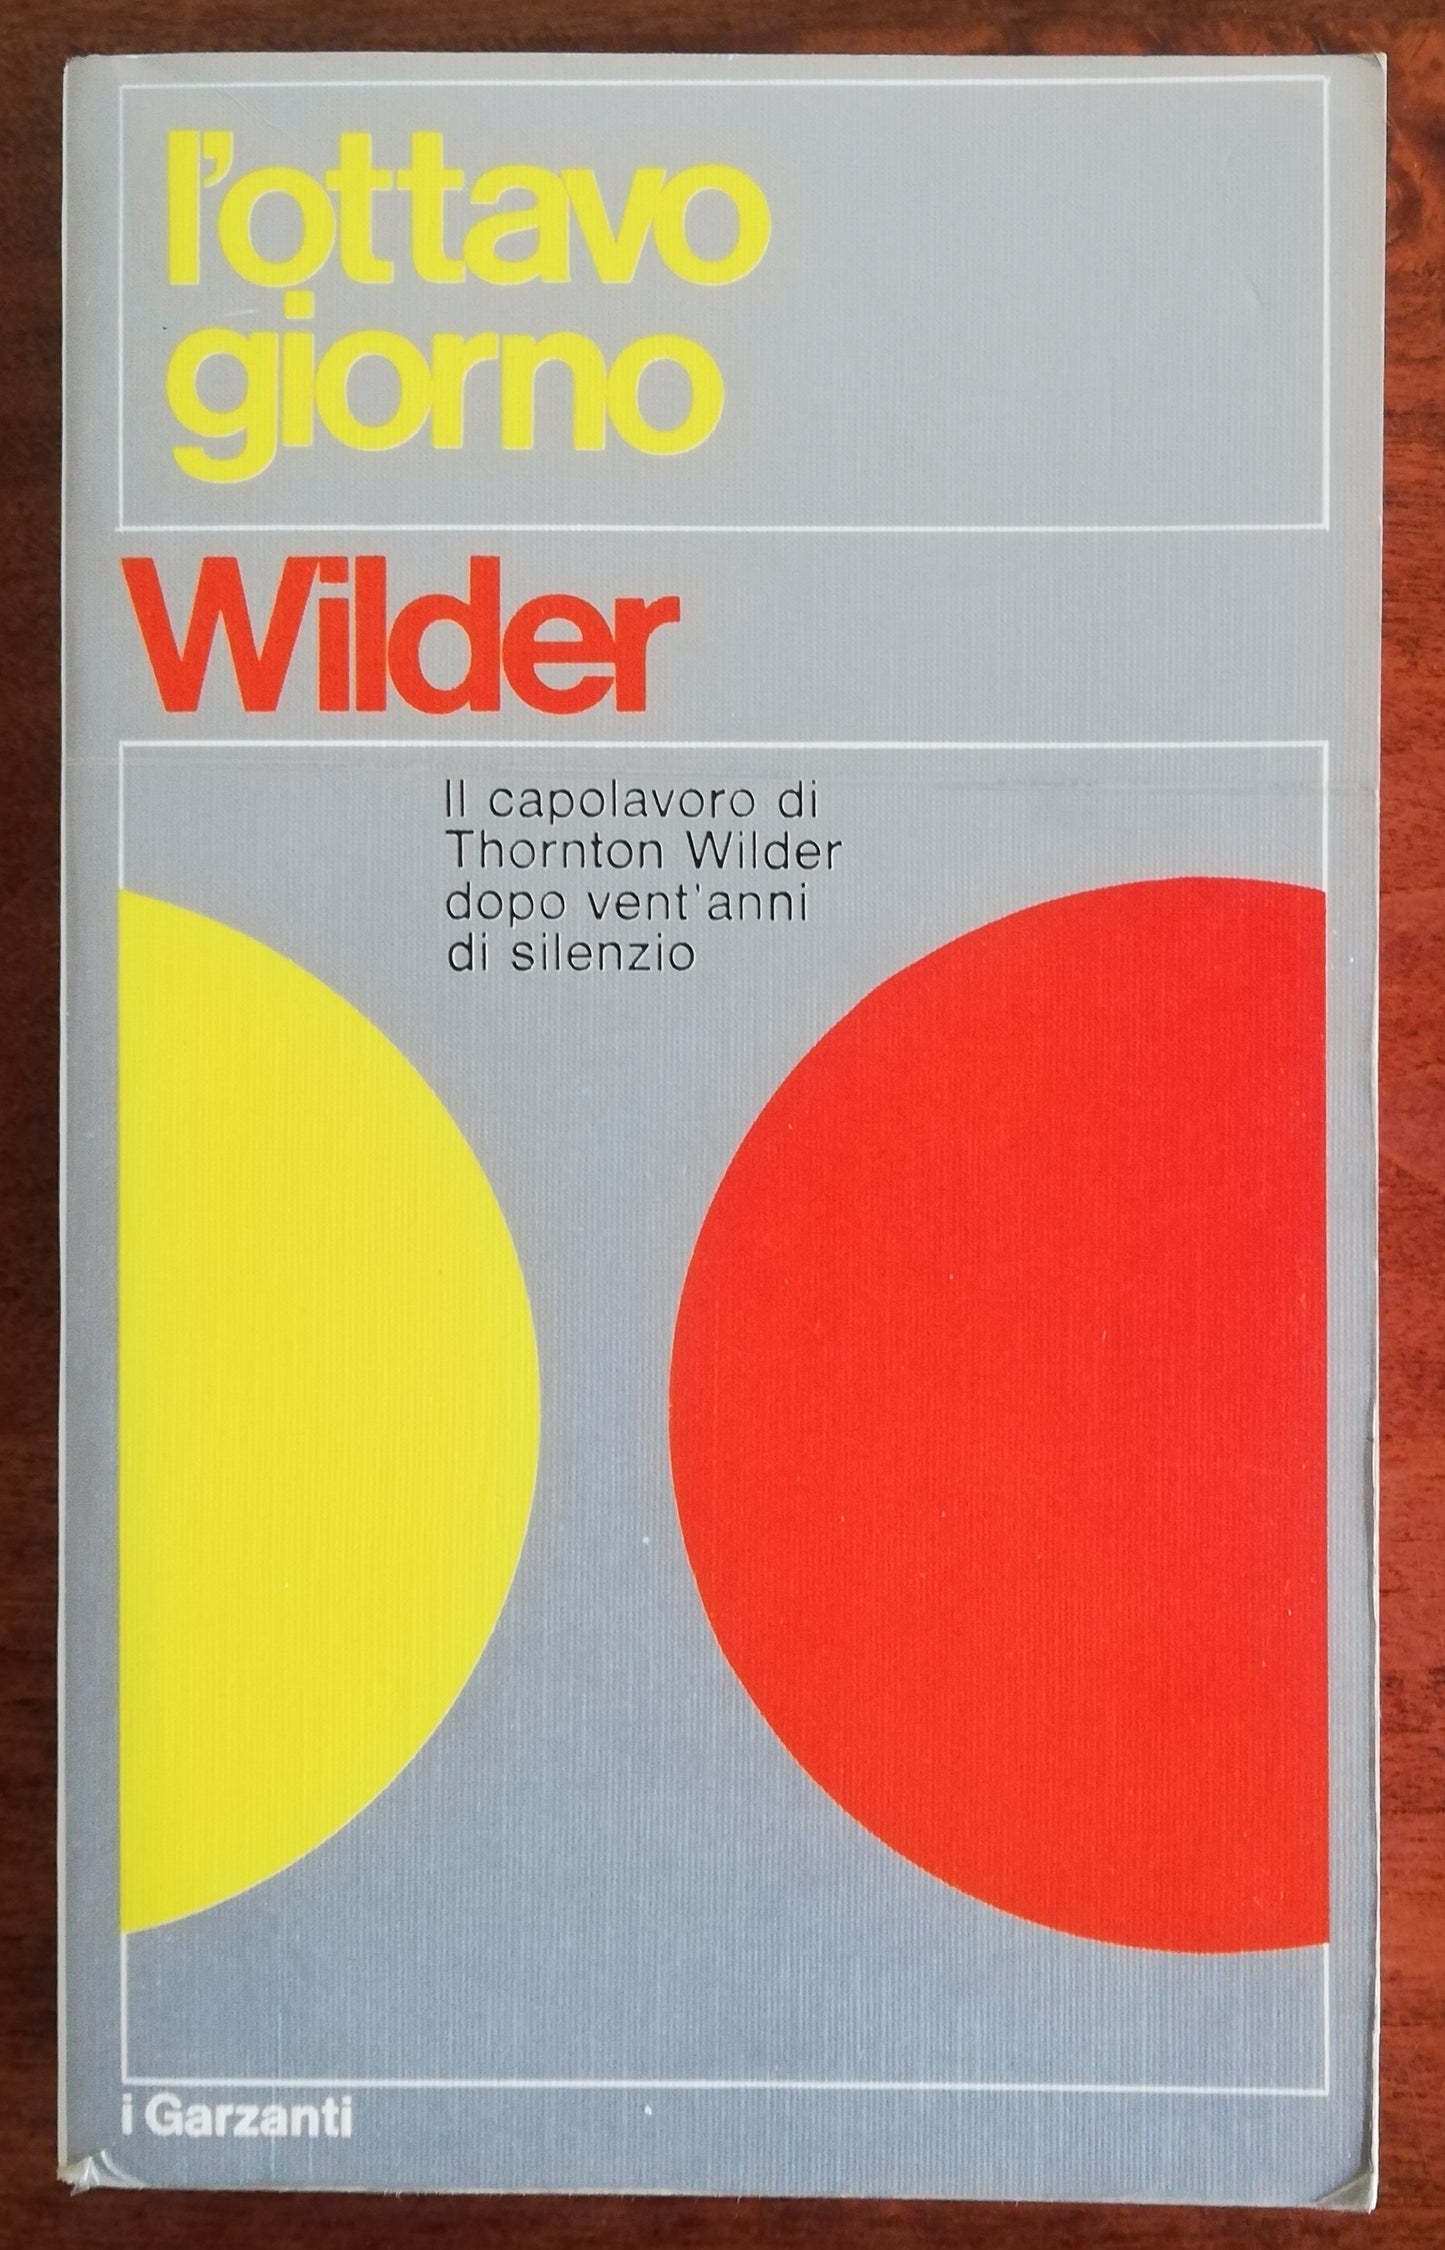 l'ottavo
giorno
Wilder
Il capolavoro di
Thornton Wilder
dopo vent'anni
di silenzio
i Garzanti